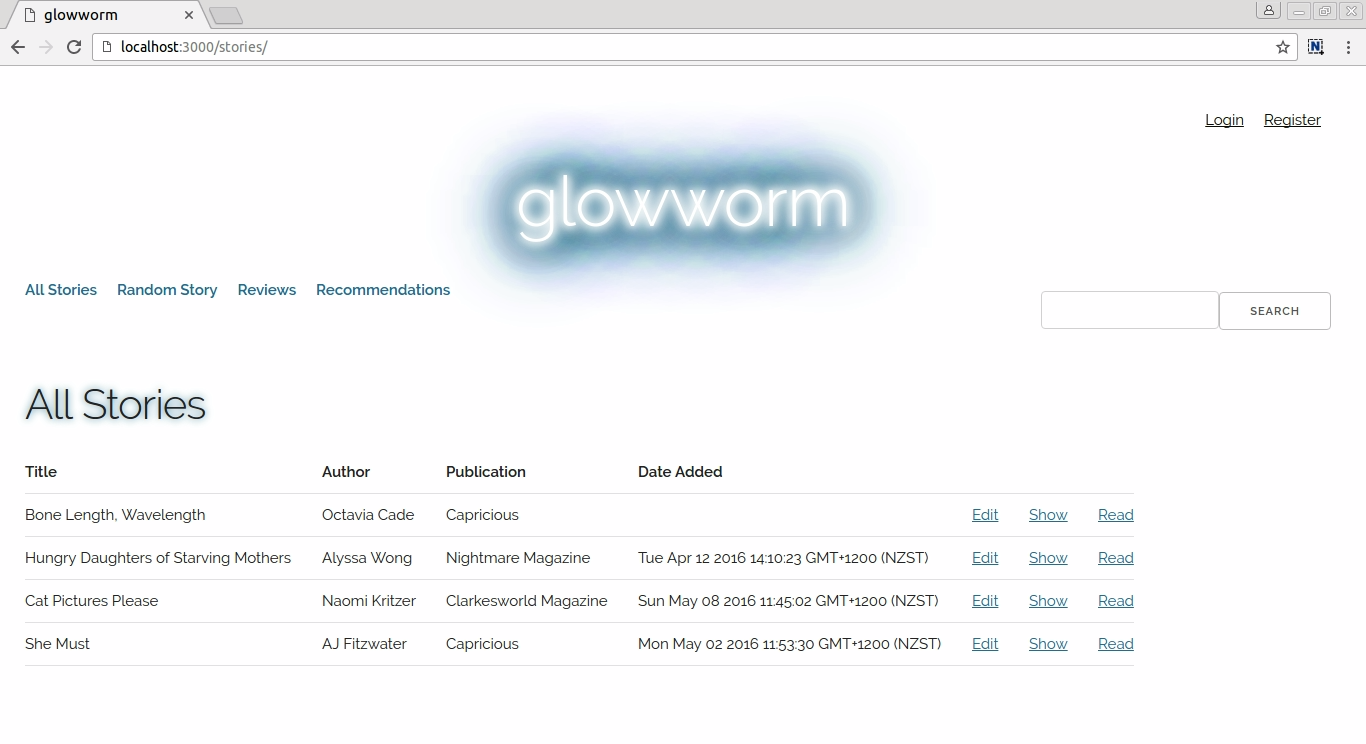 glowworm
localhost:3000/stories/
N
Login Register
glowworm
All Stories Random Story Reviews Recommendations
SEARCH
All Stories
Title Author Publication Date Added
Bone Length, Wavelength Octavia Cade Capricious Edit Show Read
Hungry Daughters of Starving Mothers Alyssa Wong Nightmare Magazine Tue Apr 12 2016 14:10:23 GMT+1200 (NZST) Edit Show Read
Cat Pictures Please Naomi Kritzer Clarkesworld Magazine Sun May 08 2016 11:45:02 GMT+1200 (NZST) Edit Show Read
She Must AJ Fitzwater Capricious Mon May 02 2016 11:53:30 GMT+1200 (NZST) Edit Show Read